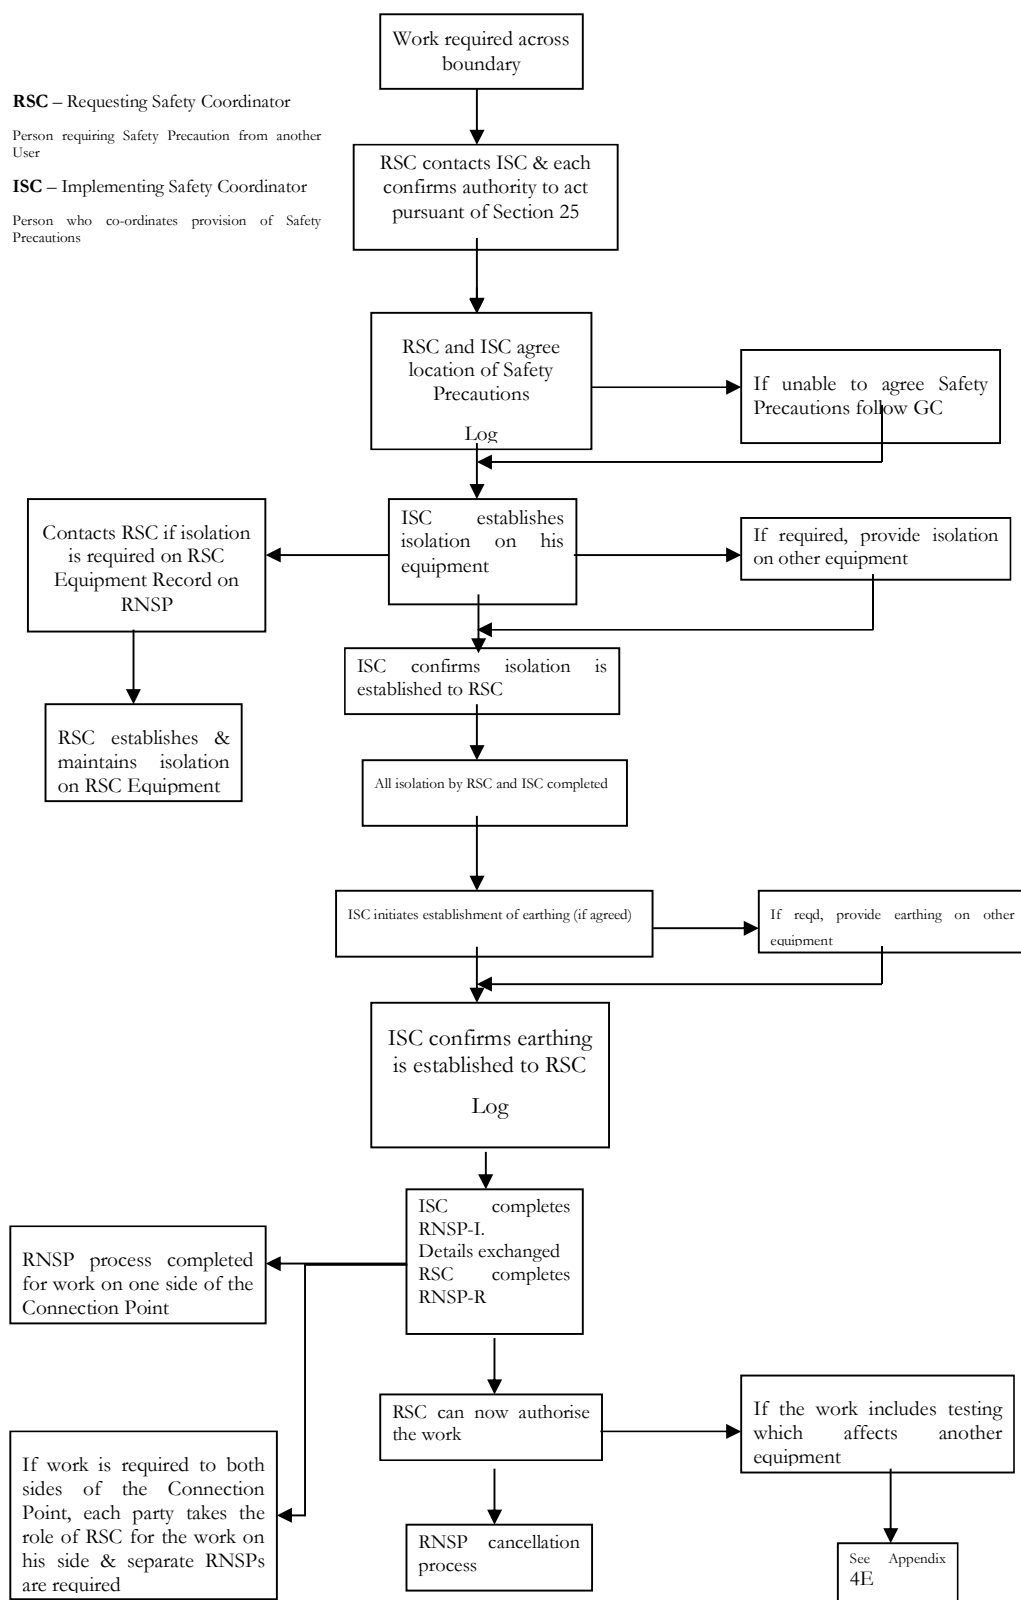 Work required across
boundary
RSC – Requesting Safety Coordinator
Person requiring Safety Precaution from another
User
ISC – Implementing Safety Coordinator
Person who co-ordinates provision of Safety
Precautions
RSC contacts ISC & each
confirms authority to act
pursuant of Section 25
RSC and ISC agree
location of Safety
Precautions
Log
If unable to agree Safety
Precautions follow GC
Contacts RSC if isolation
is required on RSC
Equipment Record on
RNSP
ISC establishes
isolation on his
equipment
If required, provide isolation
on other equipment
ISC confirms isolation is
established to RSC
RSC establishes &
maintains isolation
on RSC Equipment
All isolation by RSC and ISC completed
ISC initiates establishment of earthing (if agreed)
If reqd, provide earthing on other
equipment
ISC confirms earthing
is established to RSC
Log
ISC completes
RNSP-I.
Details exchanged
RSC completes
RNSP-R
RNSP process completed
for work on one side of the
Connection Point
RSC can now authorise
the work
If the work includes testing
which affects another
equipment
If work is required to both
sides of the Connection
Point, each party takes the
role of RSC for the work on
his side & separate RNSPs
are required
RNSP cancellation
process
See Appendix
4E